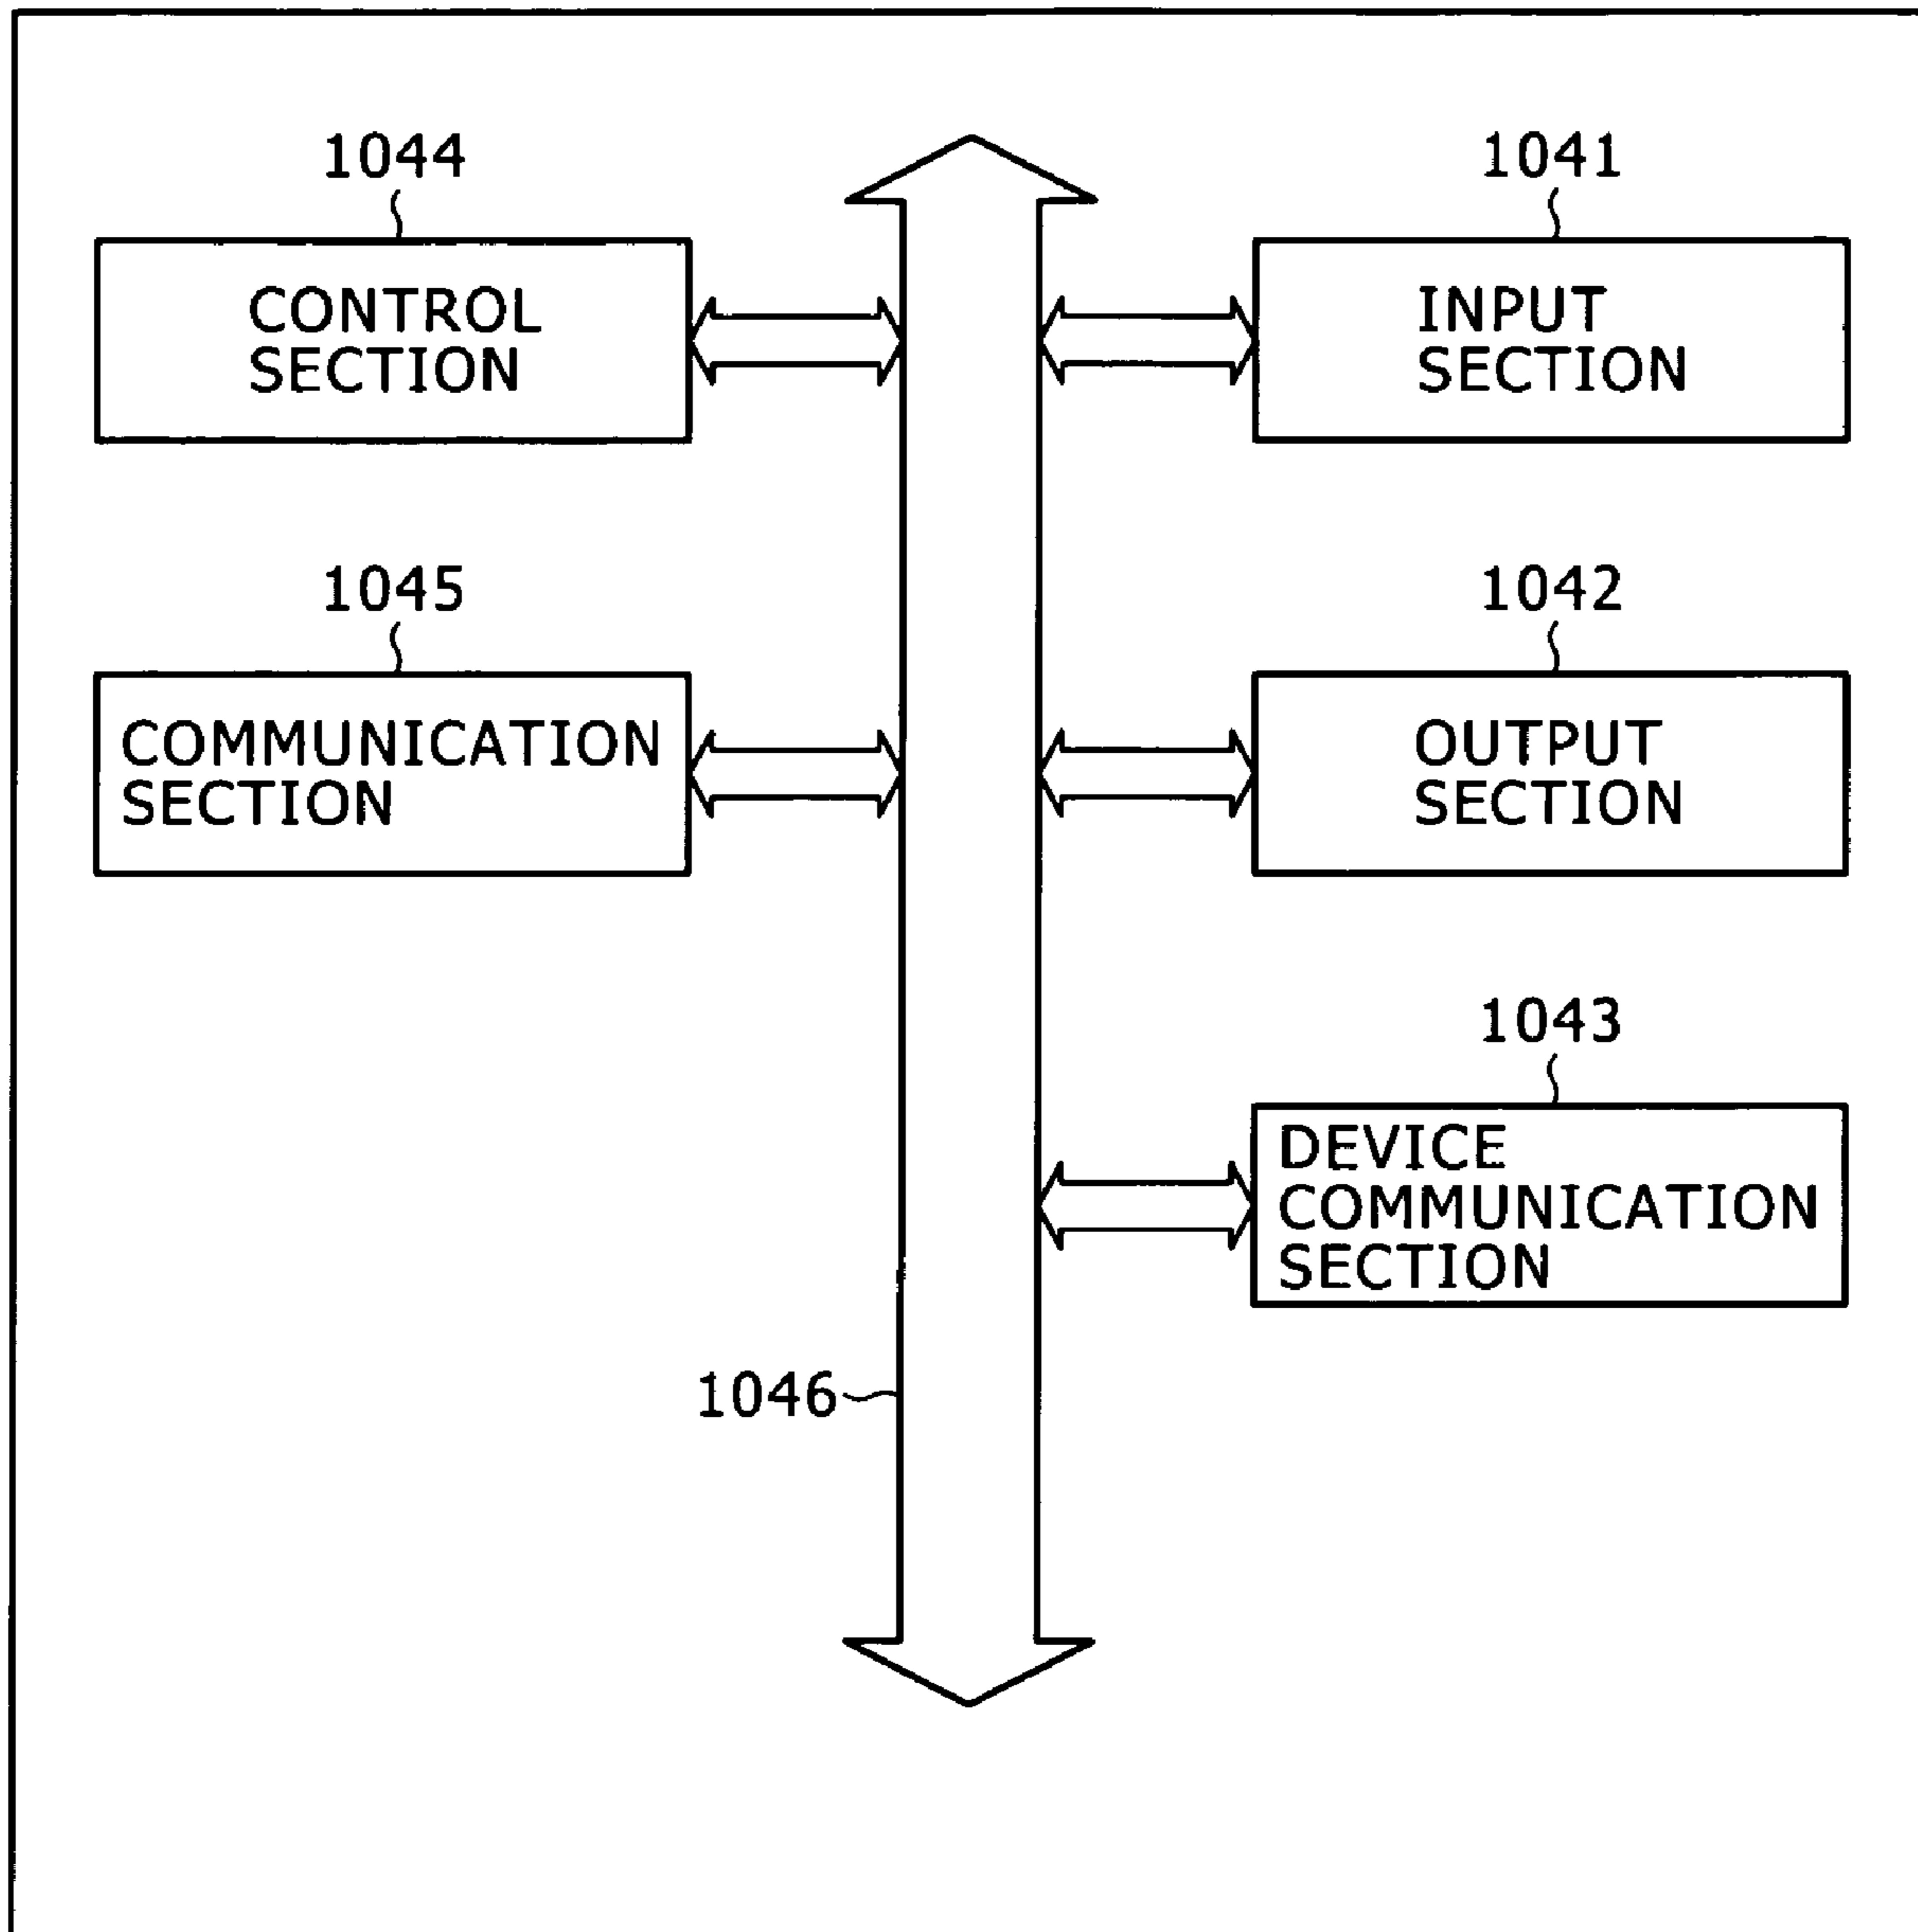 1044
CONTROL
SECTION
1041
INPUT
SECTION
1045
COMMUNICATION
SECTION
1042
OUTPUT
SECTION
1043
DEVICE
COMMUNICATION
SECTION
1046